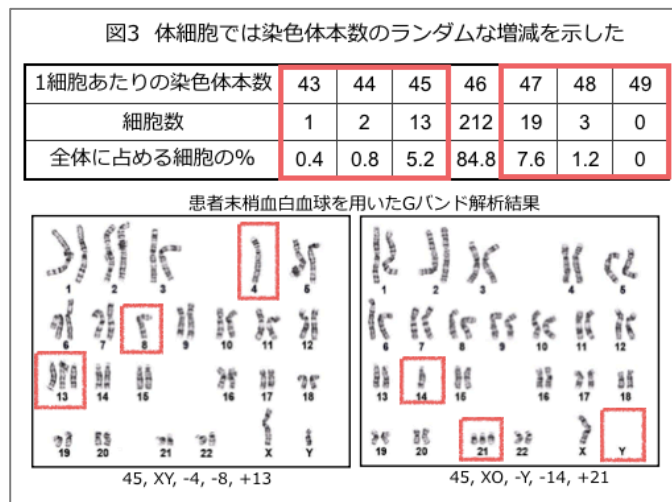 図3 体細胞では染色体本数のランダムな増減を示した
1細胞あたりの染色体本数 43 44 45 46 47 48 49
細胞数 1 2 13 212 19 3 0
全体に占める細胞の% 0.4 0.8 5.2 84.8 7.6 1.2 0
患者末梢血白血球を用いたGバンド解析結果
1 2 3 4 5
6 7 8 9 10 11 12
13 14 15 16 17 18
19 20 21 22 X Y
45, XY, -4, -8, +13
1 2 3 4 5
6 7 8 9 10 11 12
13 14 15 16 17 18
19 20 21 22 X Y
45, XO, -Y, -14, +21